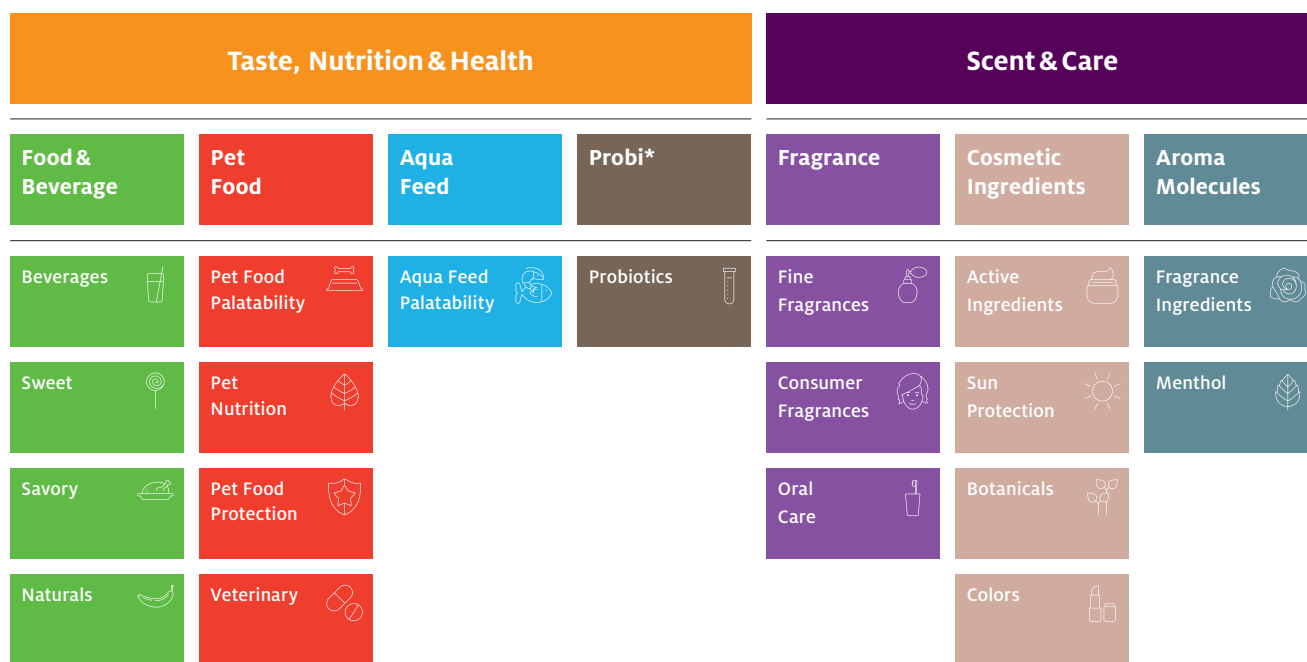 Taste, Nutrition & Health
Scent & Care
Food &
Beverage
Pet
Food
Aqua
Feed
Probi*
Fragrance
Cosmetic
Ingredients
Aroma
Molecules
Beverages
Pet Food
Palatability
Aqua Feed
Palatability
Probiotics
Fine
Fragrances
Active
Ingredients
Fragrance
Ingredients
Sweet
Pet
Nutrition
Consumer
Fragrances
Sun
Protection
Menthol
Savory
Pet Food
Protection
Oral
Care
Botanicals
Naturals
Veterinary
Colors